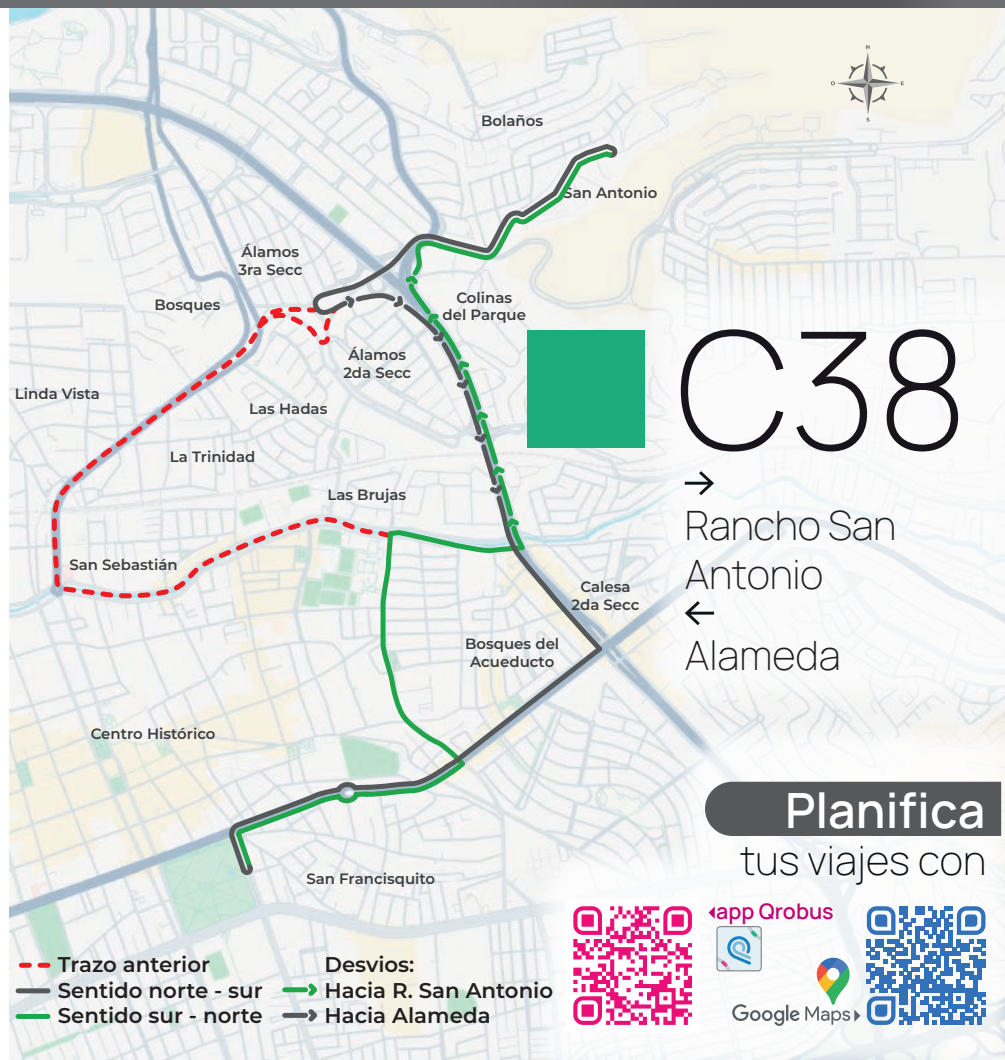 N
O
E
S
Bolaños
San Antonio
Álamos
3ra Secc
Bosques
Colinas
del Parque
Álamos
2da Secc
Linda Vista
Las Hadas
La Trinidad
Las Brujas
San Sebastián
Calesa
2da Secc
Bosques del
Acueducto
Centro Histórico
San Francisquito
C38
→
Rancho San
Antonio
←
Alameda
Planifica
tus viajes con
app Qrobus
Google Maps
Trazo anterior
Sentido norte - sur
Sentido sur - norte
Desvios:
Hacia R. San Antonio
Hacia Alameda